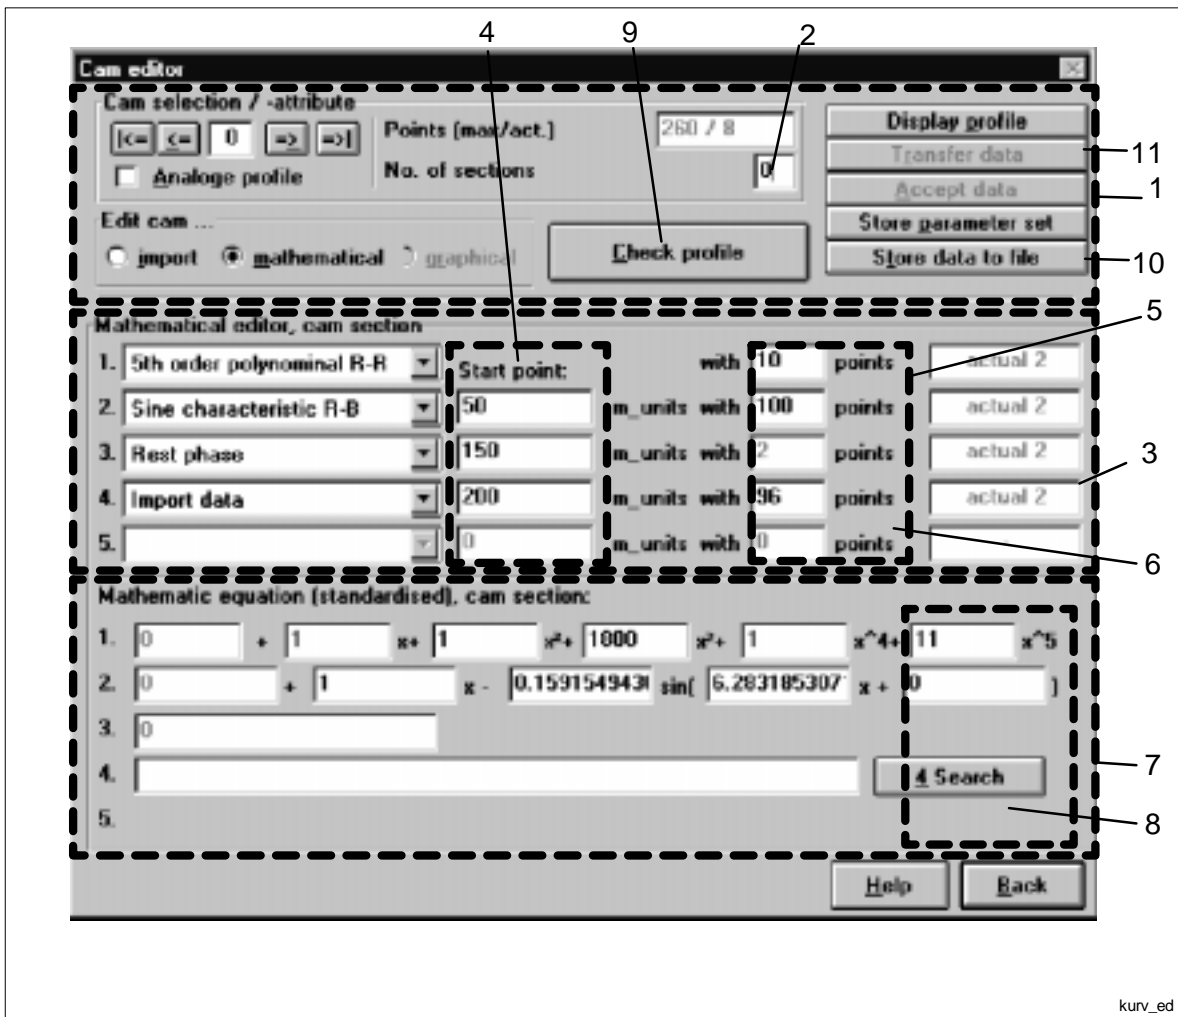 4 9 2
Cam editor
Cam selection / -attribute
|<= <= 0 => =>|
Points (max/act.) 260 / 8
Display profile
Transfer data 11
Analoge profile
No. of sections 0
Accept data 1
Edit cam ...
Store parameter set
import mathematical graphical
Check profile
Store data to file 10
5
Mathematical editor, cam section
1. 5th order polynominal R-R Start point: with 10 points actual 2
2. Sine characteristic R-B 50 m_units with 100 points actual 2
3. Rest phase 150 m_units with 2 points actual 2
3
4. Import data 200 m_units with 96 points actual 2
5. 0 m_units with 0 points -
6
Mathematic equation (standardised), cam section:
1. 0 + 1 x+ 1 x²+ 1000 x²+ 1 x^4+ 11 x^5
2. 0 + 1 x - 0.1591549430 sin( 6.2831853071 x + 0 )
3. 0
4. 4 Search 7
5. 8
Help Back
kurv_ed